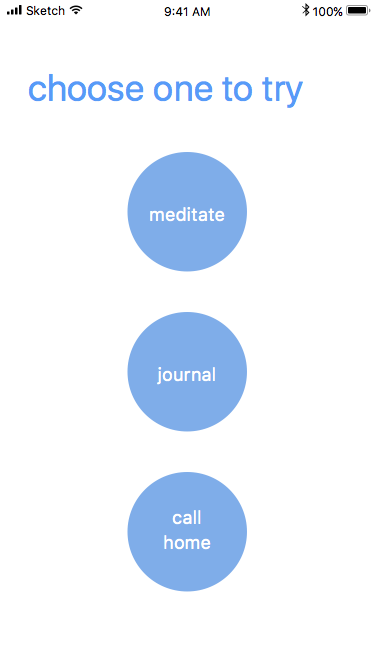 Sketch 9:41 AM 100%
choose one to try
meditate
journal
call
home